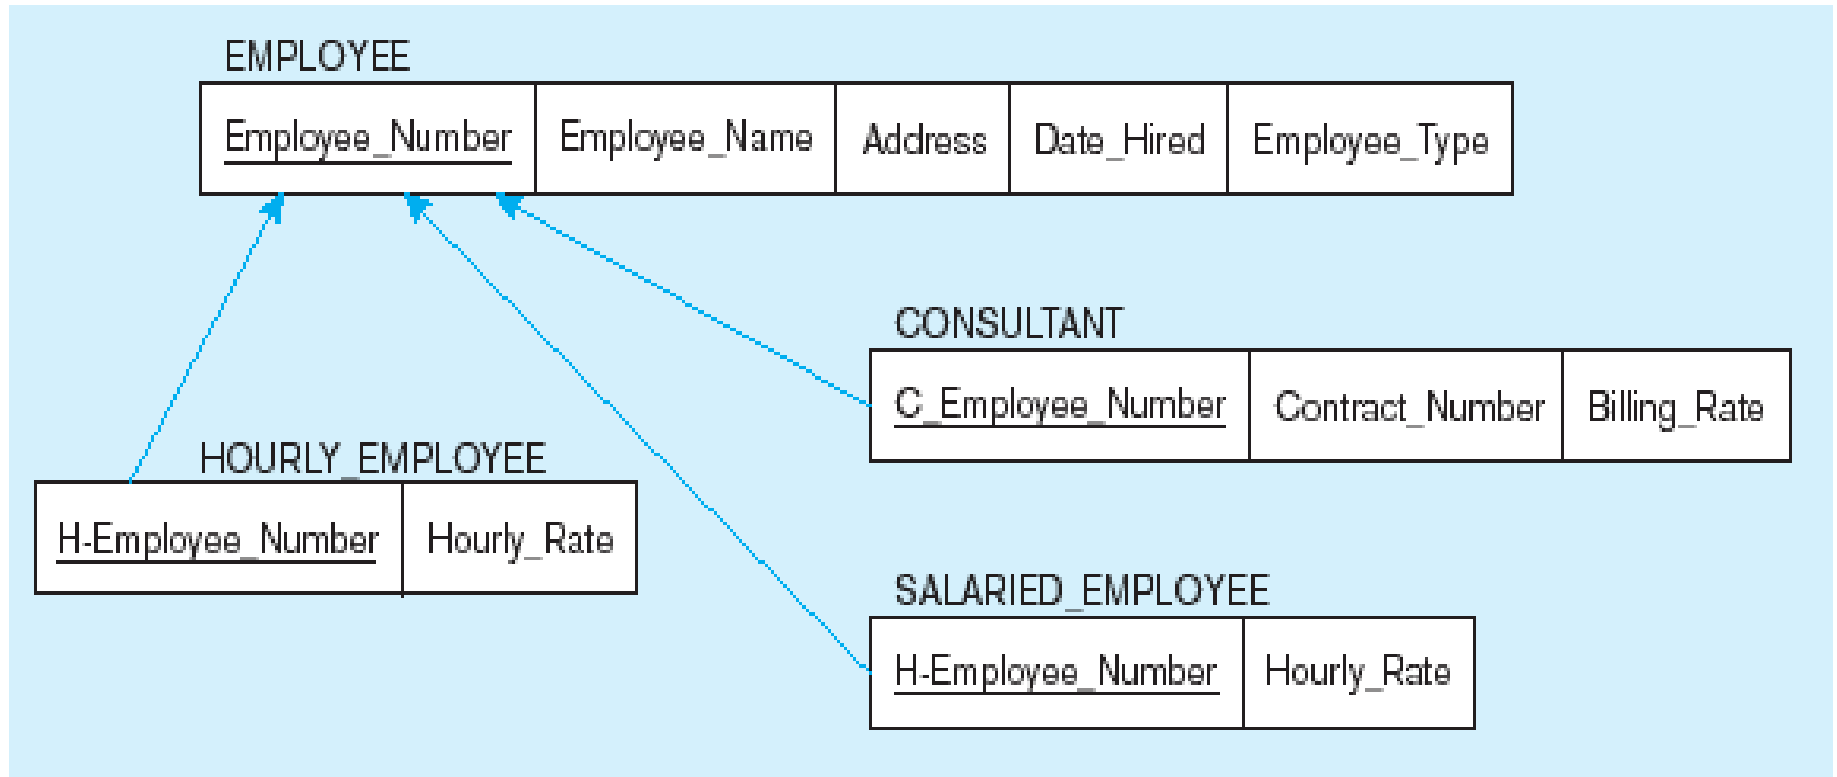 EMPLOYEE
Employee_Number Employee_Name Address Date_Hired Employee_Type
CONSULTANT
C_Employee_Number Contract_Number Billing_Rate
HOURLY_EMPLOYEE
H-Employee_Number Hourly_Rate
SALARIED_EMPLOYEE
H-Employee_Number Hourly_Rate